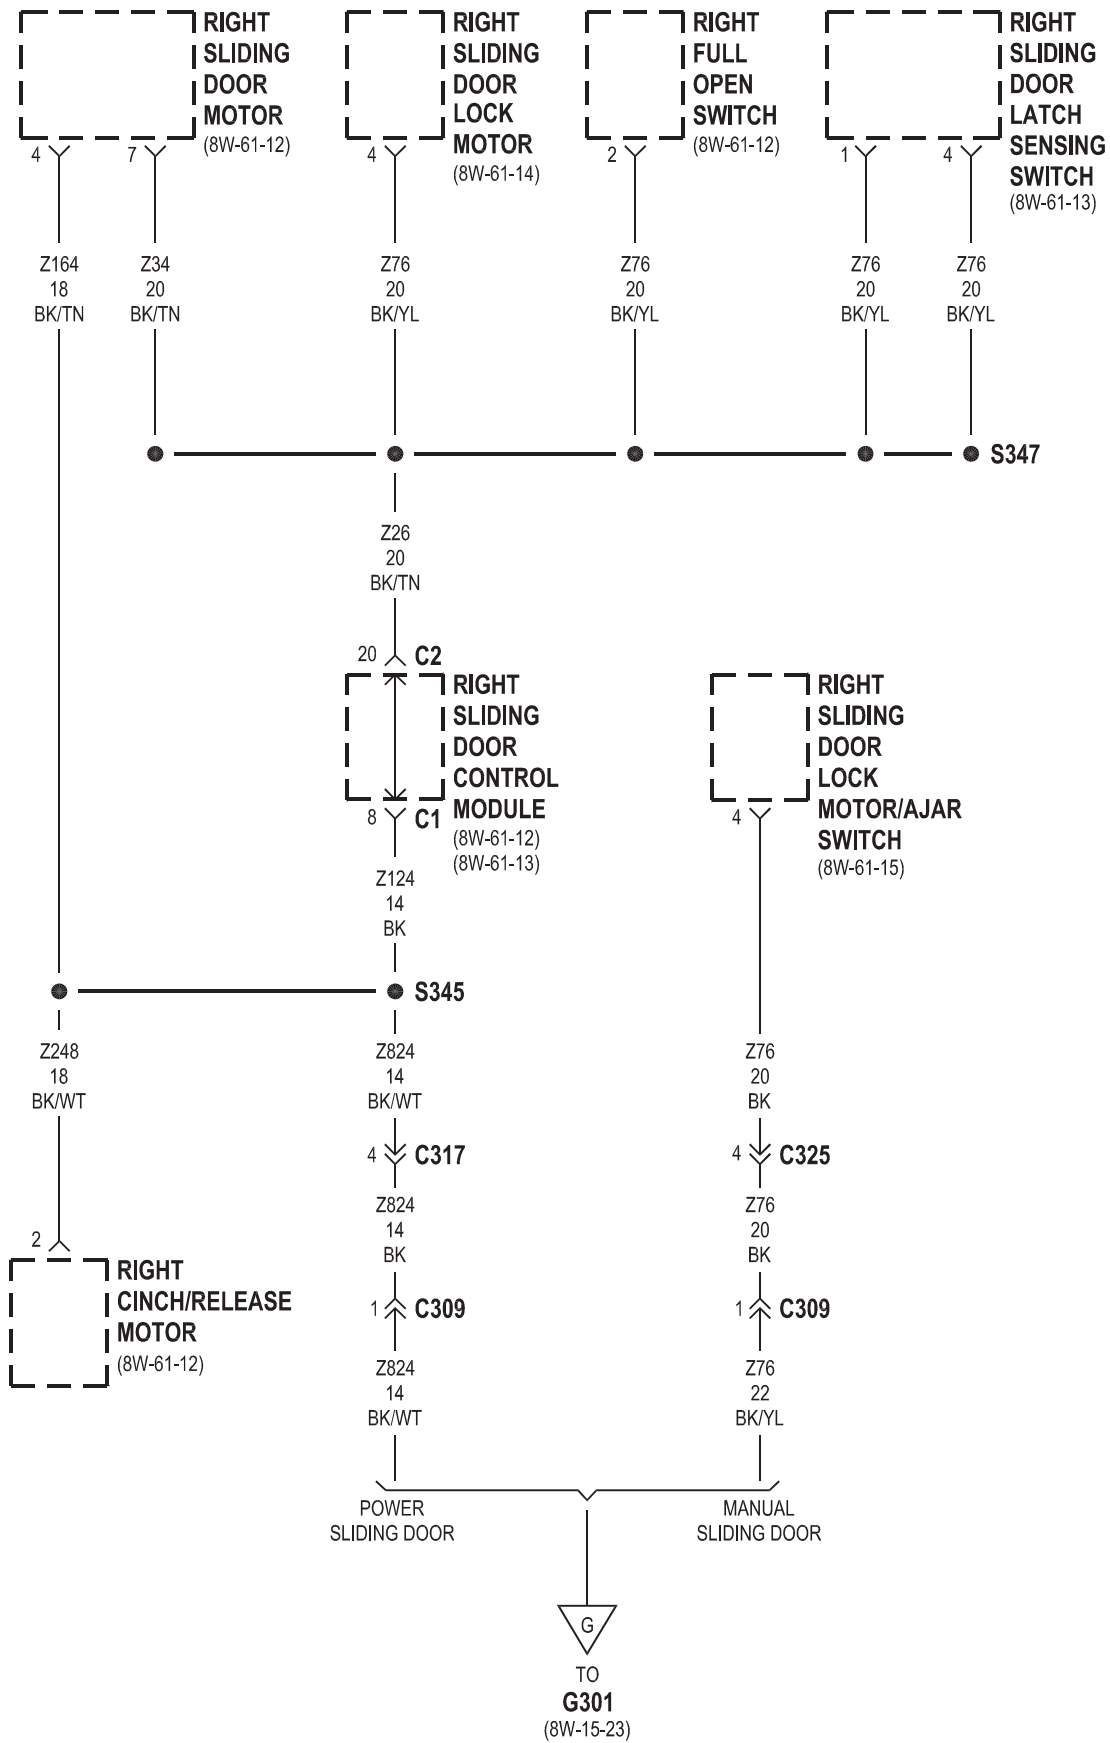 RIGHT
SLIDING
DOOR
MOTOR
(8W-61-12)
RIGHT
SLIDING
DOOR
LOCK
MOTOR
(8W-61-14)
RIGHT
FULL
OPEN
SWITCH
(8W-61-12)
RIGHT
SLIDING
DOOR
LATCH
SENSING
SWITCH
(8W-61-13)
4
7
4
2
1
4
Z164
18
BK/TN
Z34
20
BK/TN
Z76
20
BK/YL
Z76
20
BK/YL
Z76
20
BK/YL
Z76
20
BK/YL
S347
Z26
20
BK/TN
20
C2
RIGHT
SLIDING
DOOR
CONTROL
MODULE
(8W-61-12)
(8W-61-13)
8
C1
RIGHT
SLIDING
DOOR
LOCK
MOTOR/AJAR
SWITCH
(8W-61-15)
4
Z124
14
BK
S345
Z248
18
BK/WT
Z824
14
BK/WT
Z76
20
BK
4
C317
4
C325
Z824
14
BK
Z76
20
BK
2
RIGHT
CINCH/RELEASE
MOTOR
(8W-61-12)
1
C309
1
C309
Z824
14
BK/WT
Z76
22
BK/YL
POWER
SLIDING DOOR
MANUAL
SLIDING DOOR
G
TO
G301
(8W-15-23)